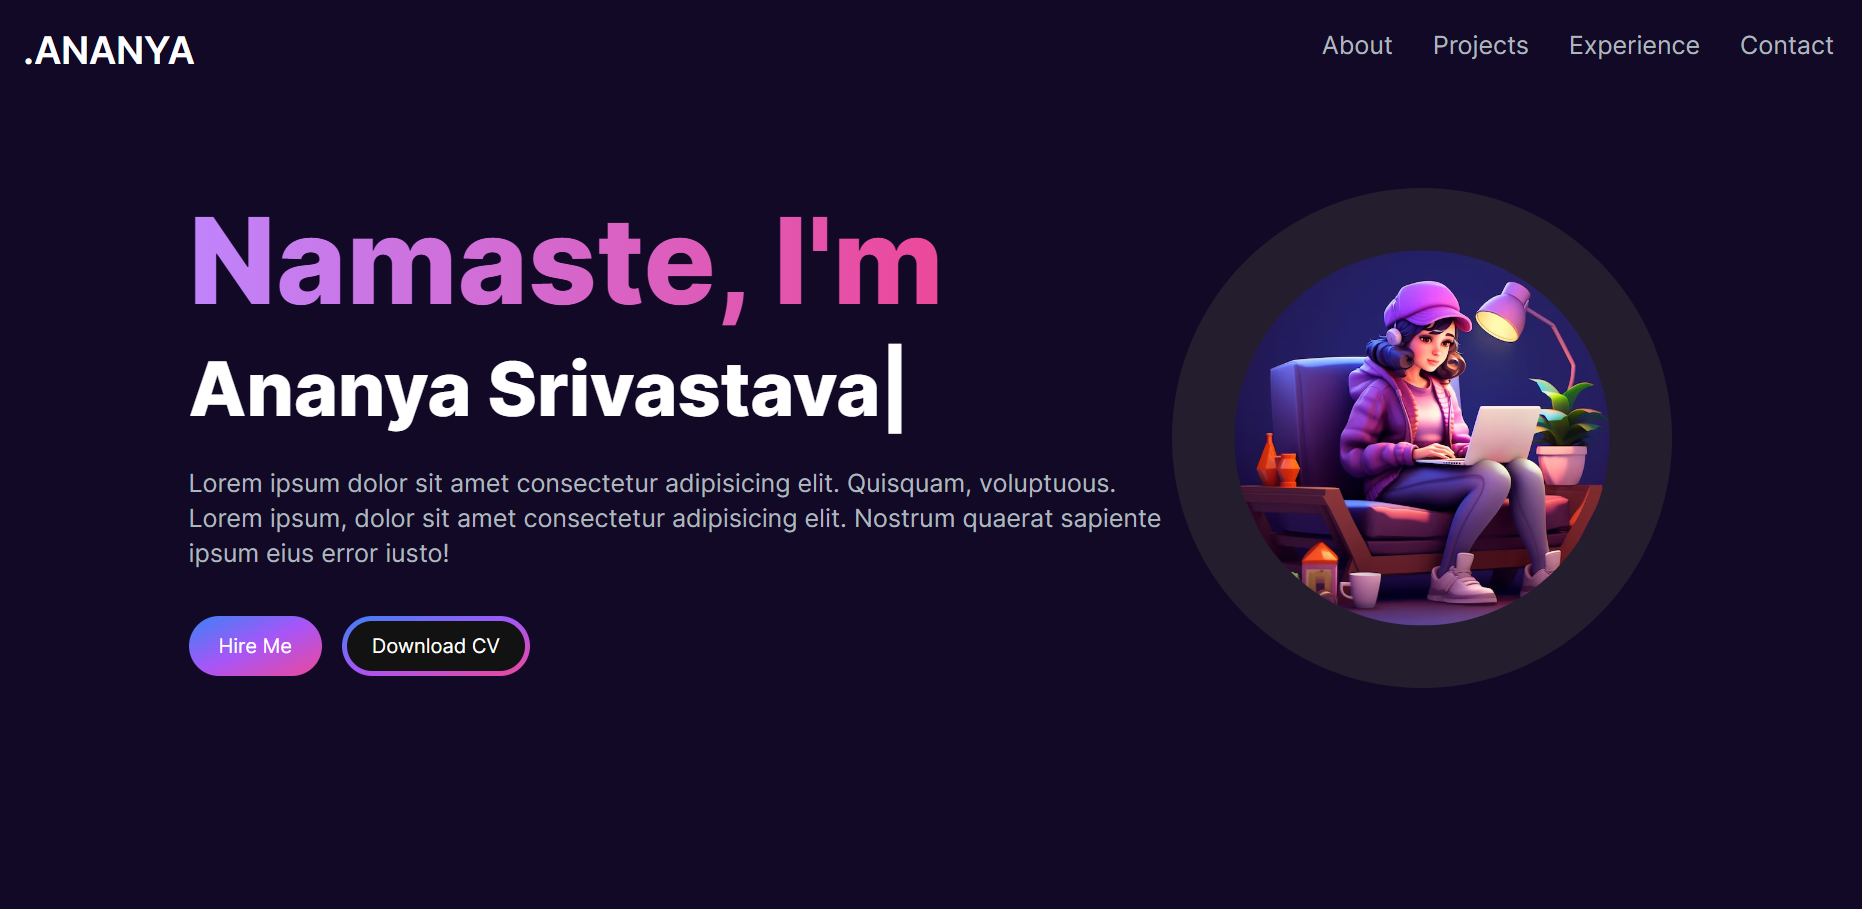 .ANANYA
About Projects Experience Contact
Namaste, I'm
Ananya Srivastava|
Lorem ipsum dolor sit amet consectetur adipisicing elit. Quisquam, voluptuous.
Lorem ipsum, dolor sit amet consectetur adipisicing elit. Nostrum quaerat sapiente
ipsum eius error iusto!
Hire Me Download CV